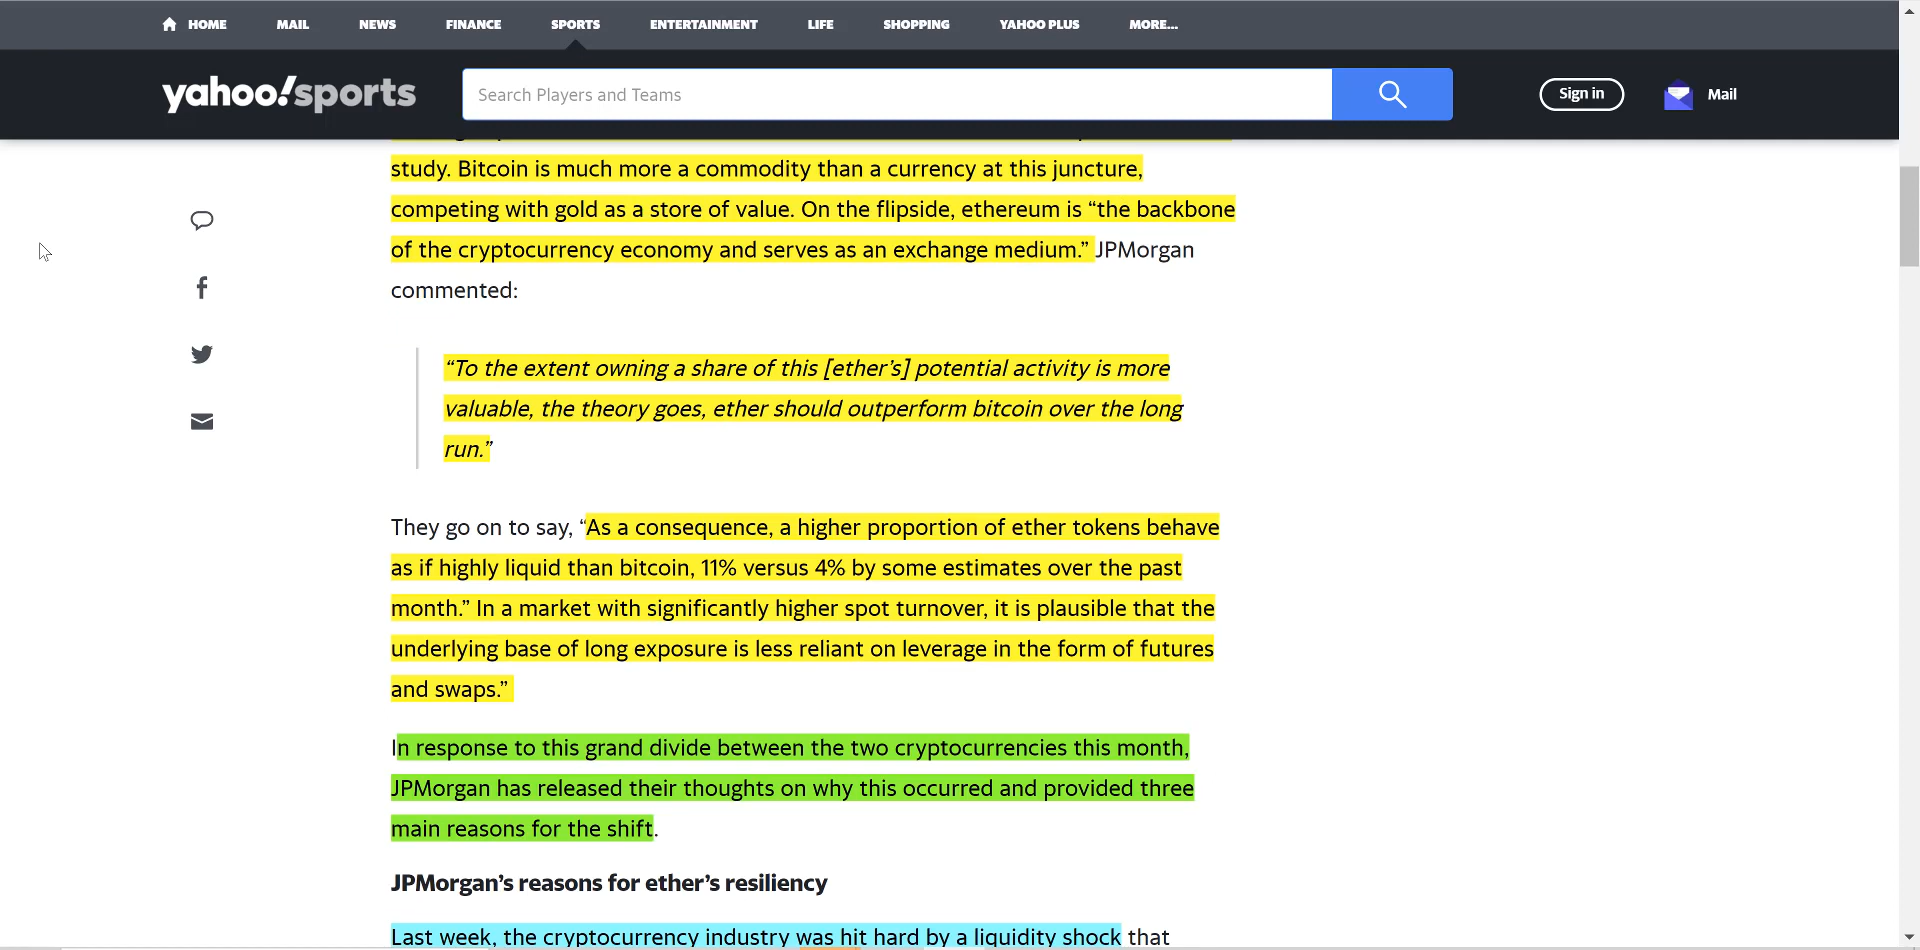 HOME MAIL NEWS FINANCE SPORTS ENTERTAINMENT LIFE SHOPPING YAHOO PLUS MORE...
yahoo!sports Search Players and Teams Sign in Mail
study. Bitcoin is much more a commodity than a currency at this juncture,
competing with gold as a store of value. On the flipside, ethereum is “the backbone
of the cryptocurrency economy and serves as an exchange medium.” JPMorgan
commented:
“To the extent owning a share of this [ether’s] potential activity is more
valuable, the theory goes, ether should outperform bitcoin over the long
run.”
They go on to say, “As a consequence, a higher proportion of ether tokens behave
as if highly liquid than bitcoin, 11% versus 4% by some estimates over the past
month.” In a market with significantly higher spot turnover, it is plausible that the
underlying base of long exposure is less reliant on leverage in the form of futures
and swaps.”
In response to this grand divide between the two cryptocurrencies this month,
JPMorgan has released their thoughts on why this occurred and provided three
main reasons for the shift.
JPMorgan’s reasons for ether’s resiliency
Last week, the cryptocurrency industry was hit hard by a liquidity shock that